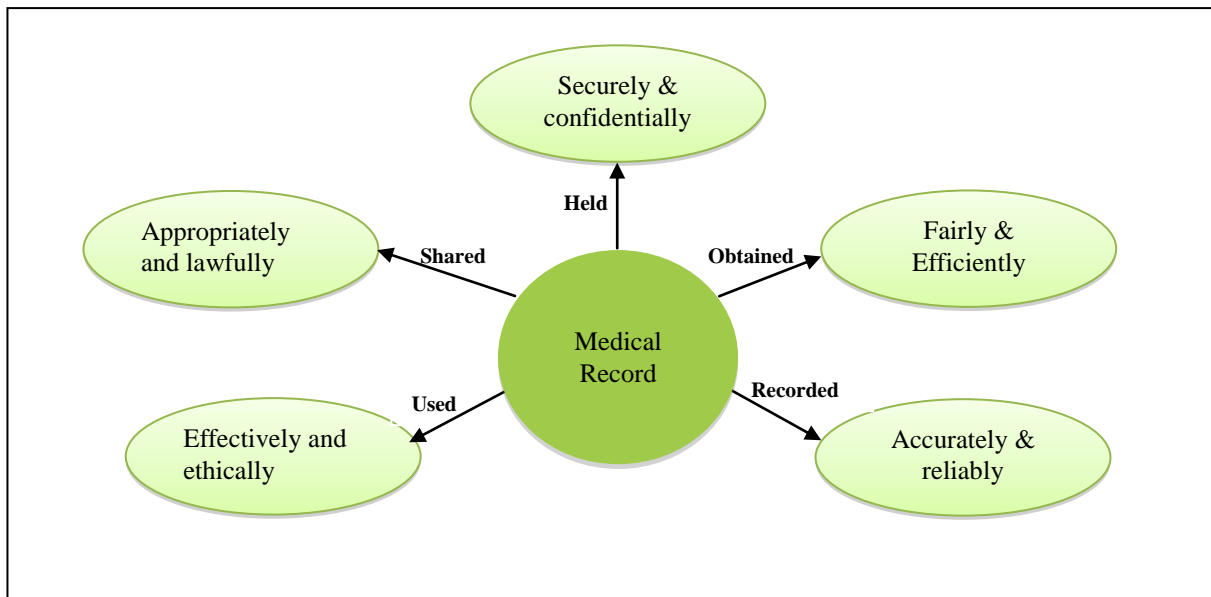 Securely &
confidentially
Held
Appropriately
and lawfully
Shared
Obtained
Fairly &
Efficiently
Medical
Record
Used
Recorded
Effectively and
ethically
Accurately &
reliably